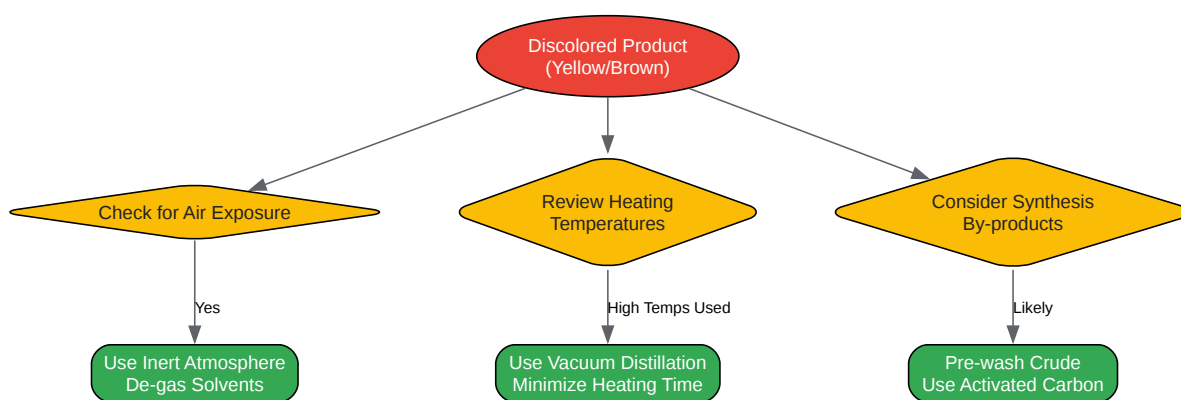 Discolored Product
(Yellow/Brown)
Check for Air Exposure
Review Heating
Temperatures
Consider Synthesis
By-products
Yes
High Temps Used
Likely
Use Inert Atmosphere
De-gas Solvents
Use Vacuum Distillation
Minimize Heating Time
Pre-wash Crude
Use Activated Carbon